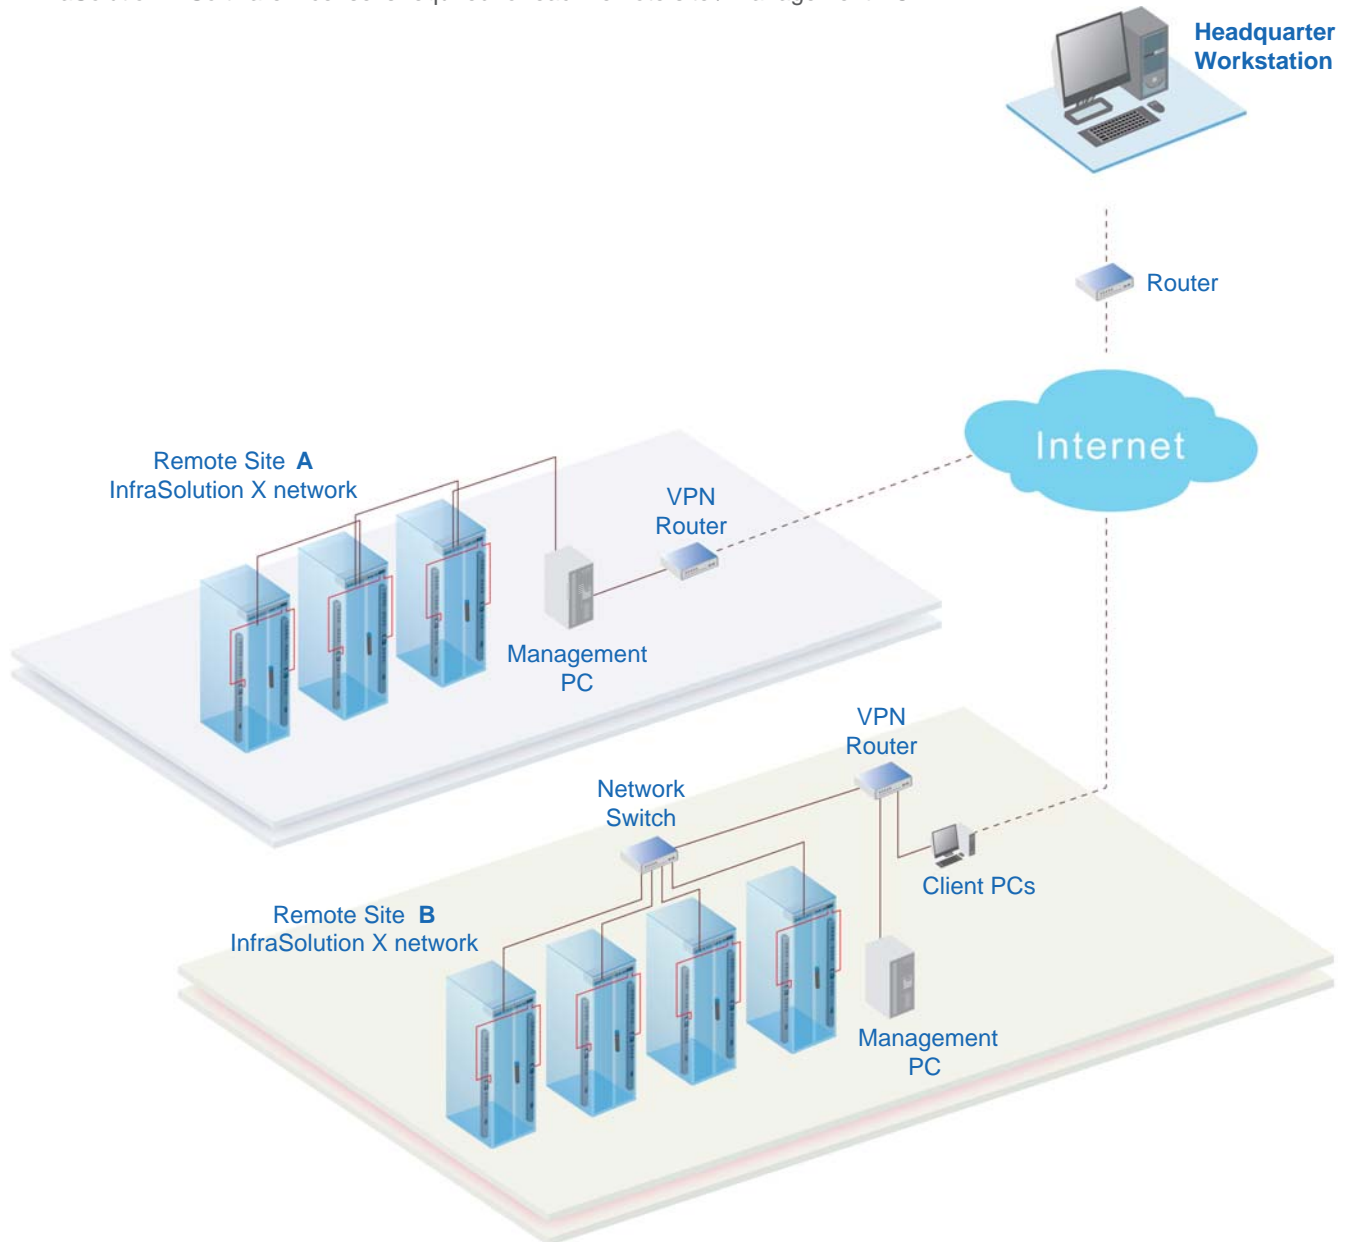 Headquarter
Workstation
Router
Internet
Remote Site A
InfraSolution X network
VPN
Router
Management
PC
VPN
Router
Network
Switch
Client PCs
Remote Site B
InfraSolution X network
Management
PC